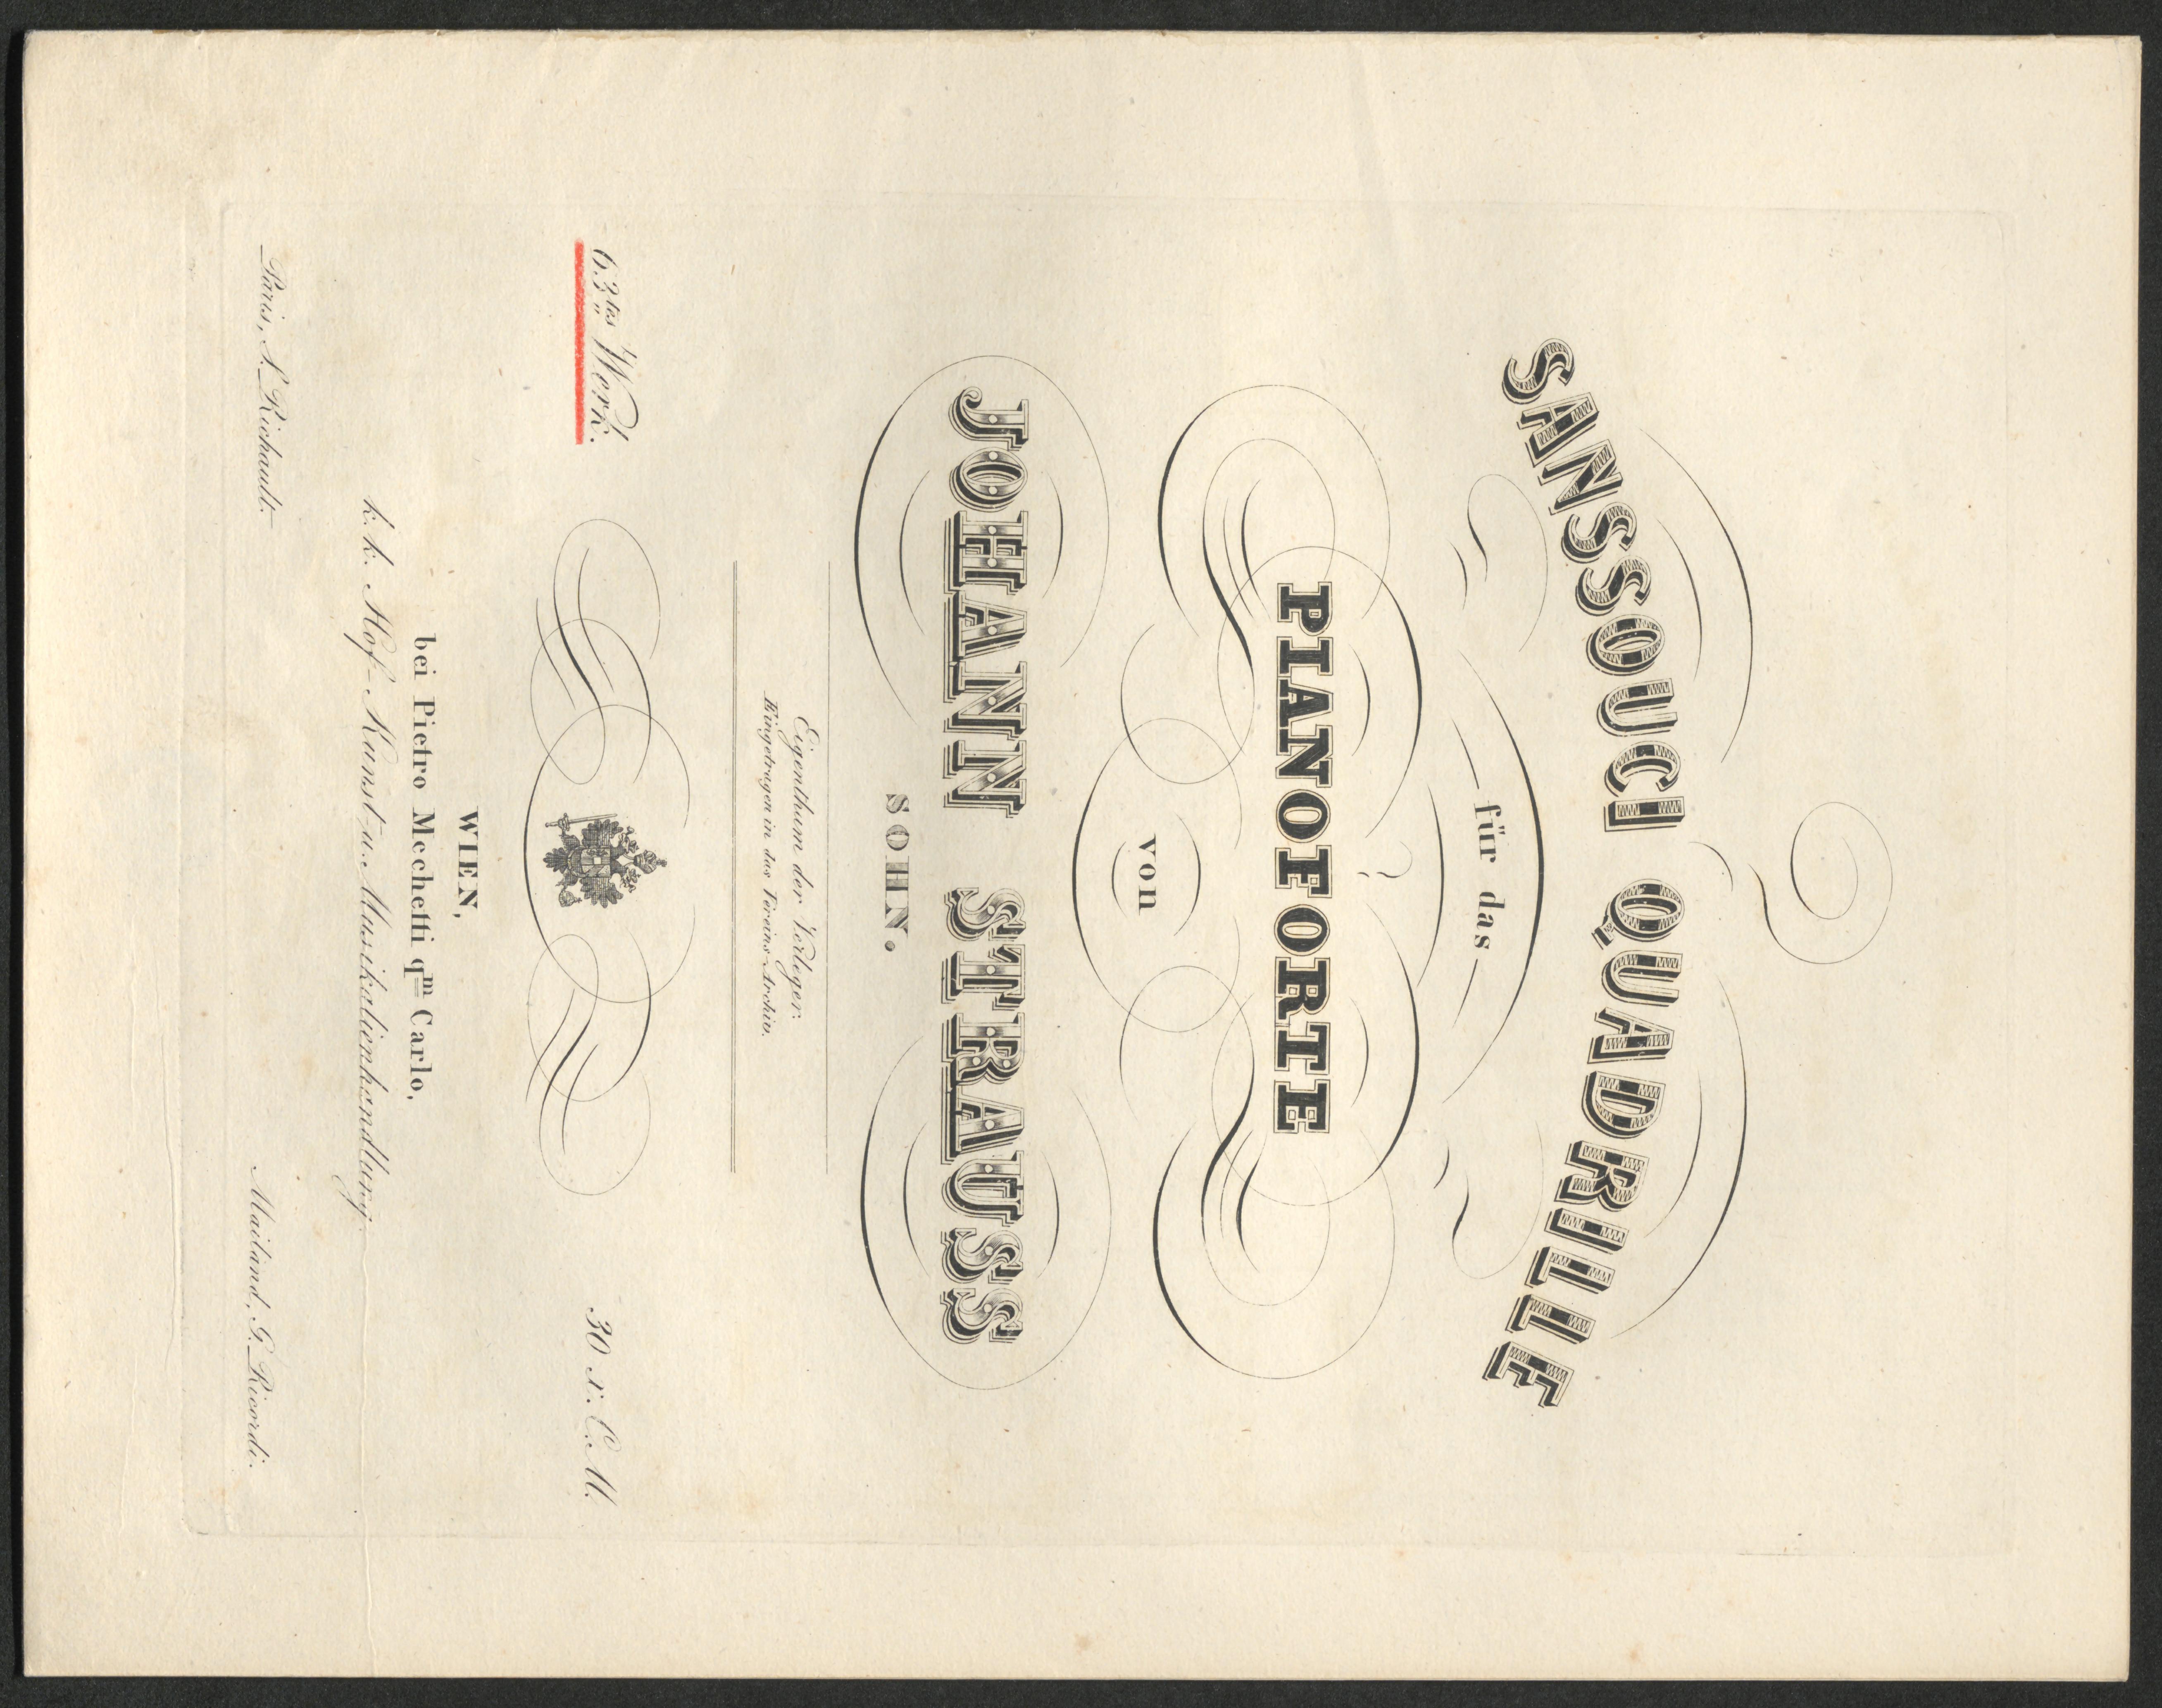 SANSSOUCI QUADRILLE
für das
PIANOFORTE
von
JOHANN STRAUSS
SOHN.
Eigenthum der Verleger.
Eingetragen in das Vereins-Archiv.
63tes Werk. 30 x. C.M.
WIEN,
bei Pietro Mechetti qm Carlo,
k. k. Hof-Kunst-u. Musikalienhandlung.
Paris, S. Richault. Mailand, G. Ricordi.